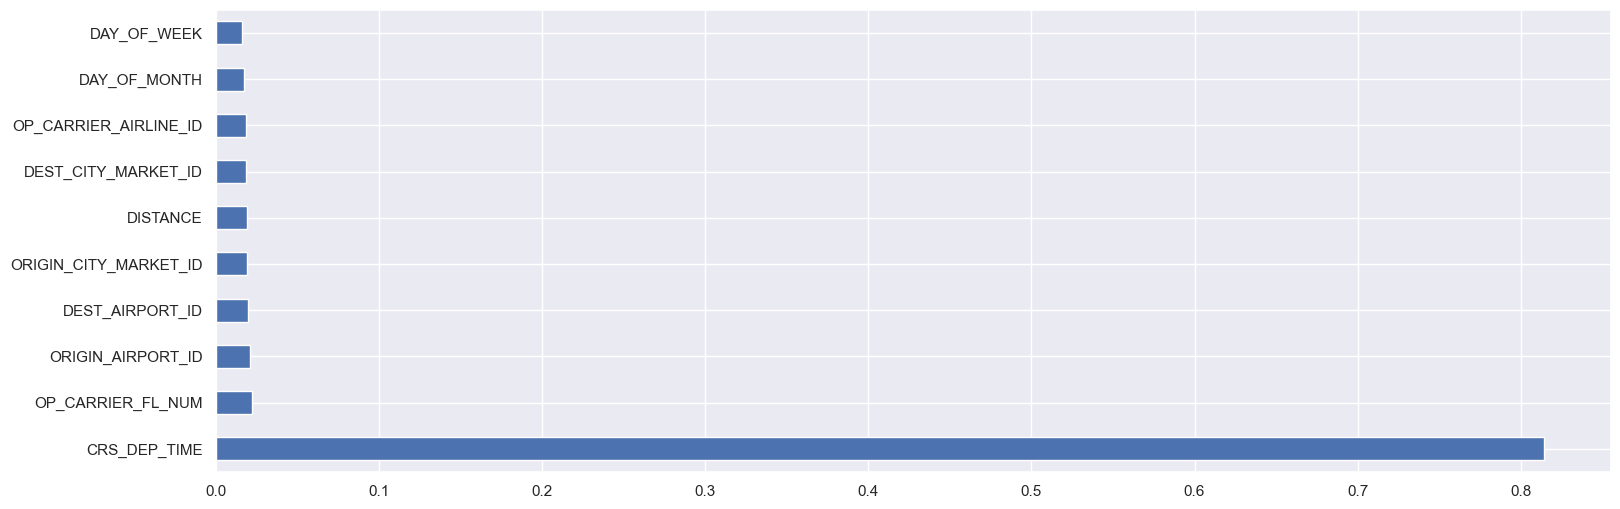 DAY_OF_WEEK
DAY_OF_MONTH
OP_CARRIER_AIRLINE_ID
DEST_CITY_MARKET_ID
DISTANCE
ORIGIN_CITY_MARKET_ID
DEST_AIRPORT_ID
ORIGIN_AIRPORT_ID
OP_CARRIER_FL_NUM
CRS_DEP_TIME
0.0 0.1 0.2 0.3 0.4 0.5 0.6 0.7 0.8